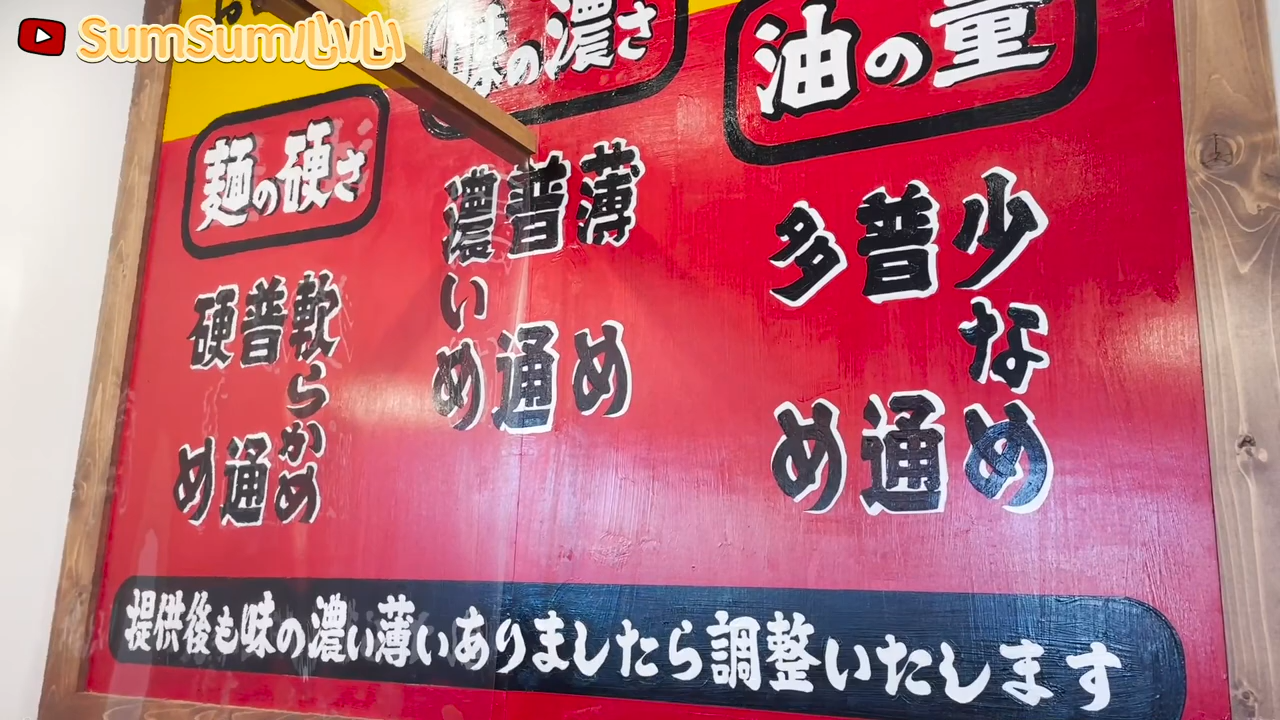 SumSum心心
油の量
少なめ
普通
多め
味の濃さ
薄め
普通
濃いめ
麺の硬さ
軟らかめ
普通
硬め
提供後も味の濃い薄いありましたら調整いたします